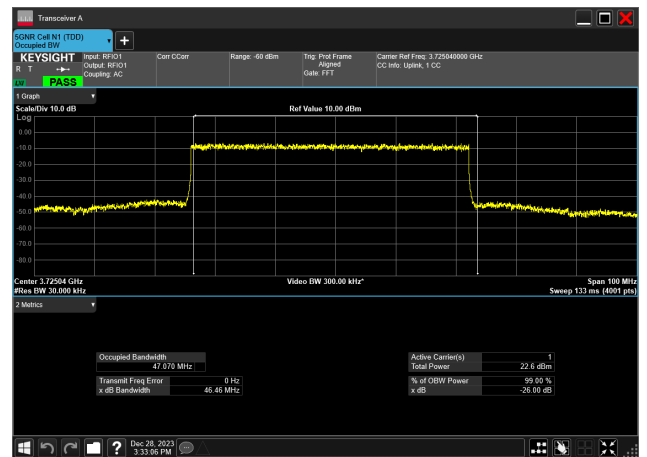 Transceiver A
5GNR Cell N1 (TDD)
Occupied BW
KEYSIGHT
R T
LVI
PASS
Input: RFIO1
Output: RFIO1
Coupling: AC
Corr CCorr
Range: -60 dBm
Trig: Prot Frame
Aligned
Gate: FFT
Carrier Ref Freq: 3.725040000 GHz
CC Info: Uplink, 1 CC
1 Graph
Scale/Div 10.0 dB
Ref Value 10.00 dBm
Log
0.00
-10.0
-20.0
-30.0
-40.0
-50.0
-60.0
-70.0
-80.0
Center 3.72504 GHz
Video BW 300.00 kHz*
Span 100 MHz
#Res BW 30.000 kHz
Sweep 133 ms (4001 pts)
2 Metrics
Occupied Bandwidth
47.070 MHz
Transmit Freq Error 0 Hz
x dB Bandwidth 46.46 MHz
Active Carrier(s) 1
Total Power 22.6 dBm
% of OBW Power 99.00 %
x dB -26.00 dB
Dec 28, 2023
3:33:06 PM